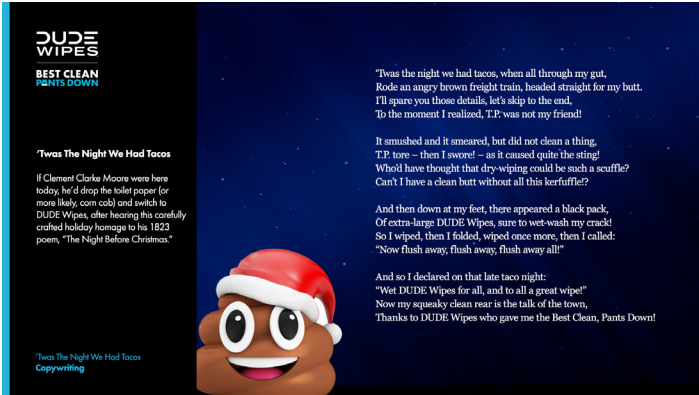 DUDE
WIPES
BEST CLEAN
PANTS DOWN
'Twas The Night We Had Tacos
If Clement Clarke Moore were here
today, he'd drop the toilet paper (or
more likely, corn cob) and switch to
DUDE Wipes, after hearing this carefully
crafted holiday homage to his 1823
poem, “The Night Before Christmas.”
'Twas The Night We Had Tacos
Copywriting
'Twas the night we had tacos, when all through my gut,
Rode an angry brown freight train, headed straight for my butt.
I'll spare you those details, let's skip to the end,
To the moment I realized, T.P. was not my friend!
It smushed and it smeared, but did not clean a thing,
T.P. tore – then I swore! – as it caused quite the sting!
Who'd have thought that dry-wiping could be such a scuffle?
Can't I have a clean butt without all this kerfuffle!?
And then down at my feet, there appeared a black pack,
Of extra-large DUDE Wipes, sure to wet-wash my crack!
So I wiped, then I folded, wiped once more, then I called:
“Now flush away, flush away, flush away all!”
And so I declared on that late taco night:
“Wet DUDE Wipes for all, and to all a great wipe!”
Now my squeaky clean rear is the talk of the town,
Thanks to DUDE Wipes who gave me the Best Clean, Pants Down!